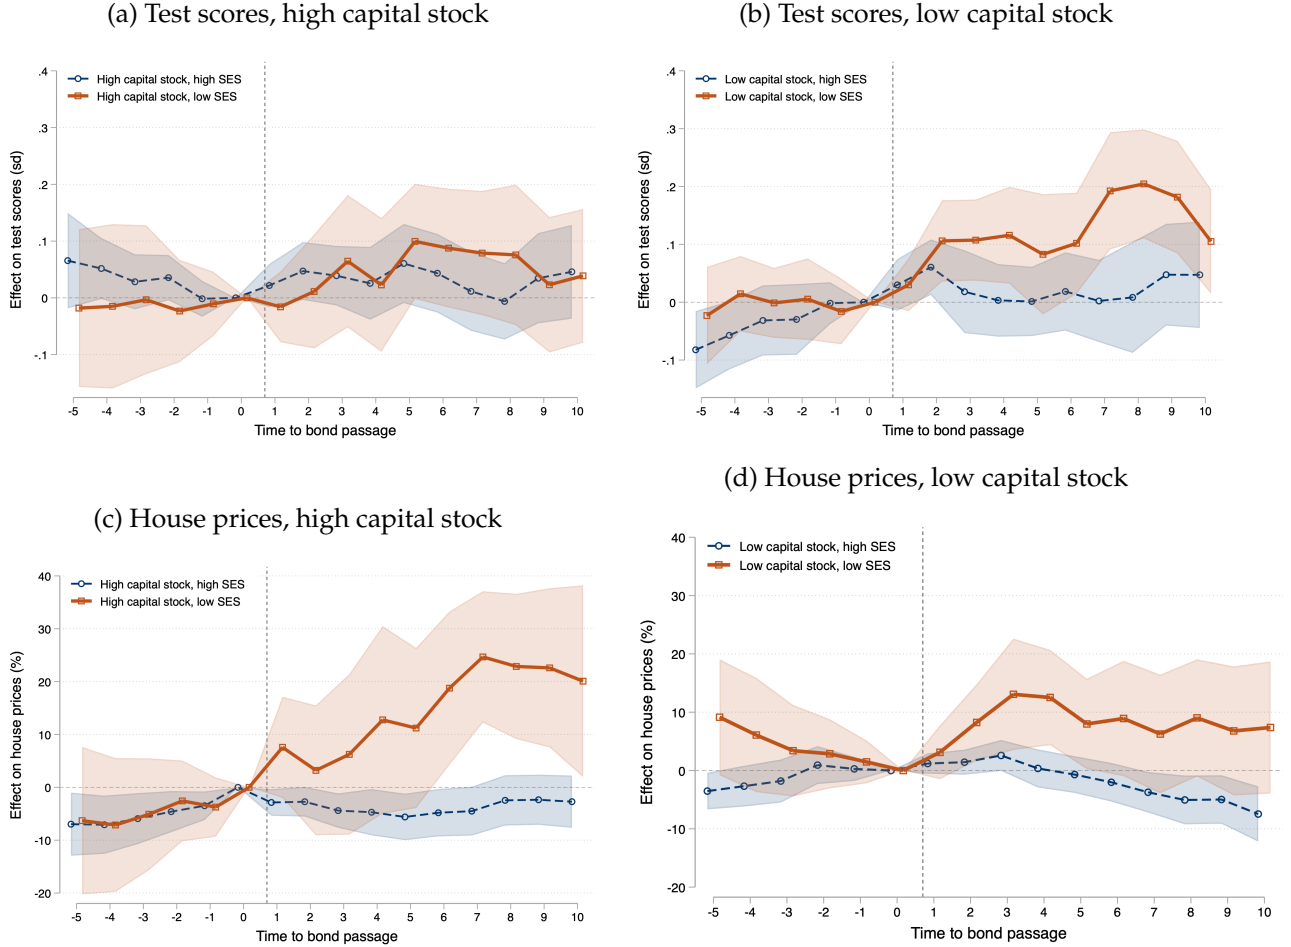 (a) Test scores, high capital stock
Effect on test scores (sd)
High capital stock, high SES
High capital stock, low SES
.4
.3
.2
.1
0
-.1
-5 -4 -3 -2 -1 0 1 2 3 4 5 6 7 8 9 10
Time to bond passage
(b) Test scores, low capital stock
Effect on test scores (sd)
Low capital stock, high SES
Low capital stock, low SES
.4
.3
.2
.1
0
-.1
-5 -4 -3 -2 -1 0 1 2 3 4 5 6 7 8 9 10
Time to bond passage
(c) House prices, high capital stock
Effect on house prices (%)
High capital stock, high SES
High capital stock, low SES
40
30
20
10
0
-10
-20
-5 -4 -3 -2 -1 0 1 2 3 4 5 6 7 8 9 10
Time to bond passage
(d) House prices, low capital stock
Effect on house prices (%)
Low capital stock, high SES
Low capital stock, low SES
40
30
20
10
0
-10
-20
-5 -4 -3 -2 -1 0 1 2 3 4 5 6 7 8 9 10
Time to bond passage